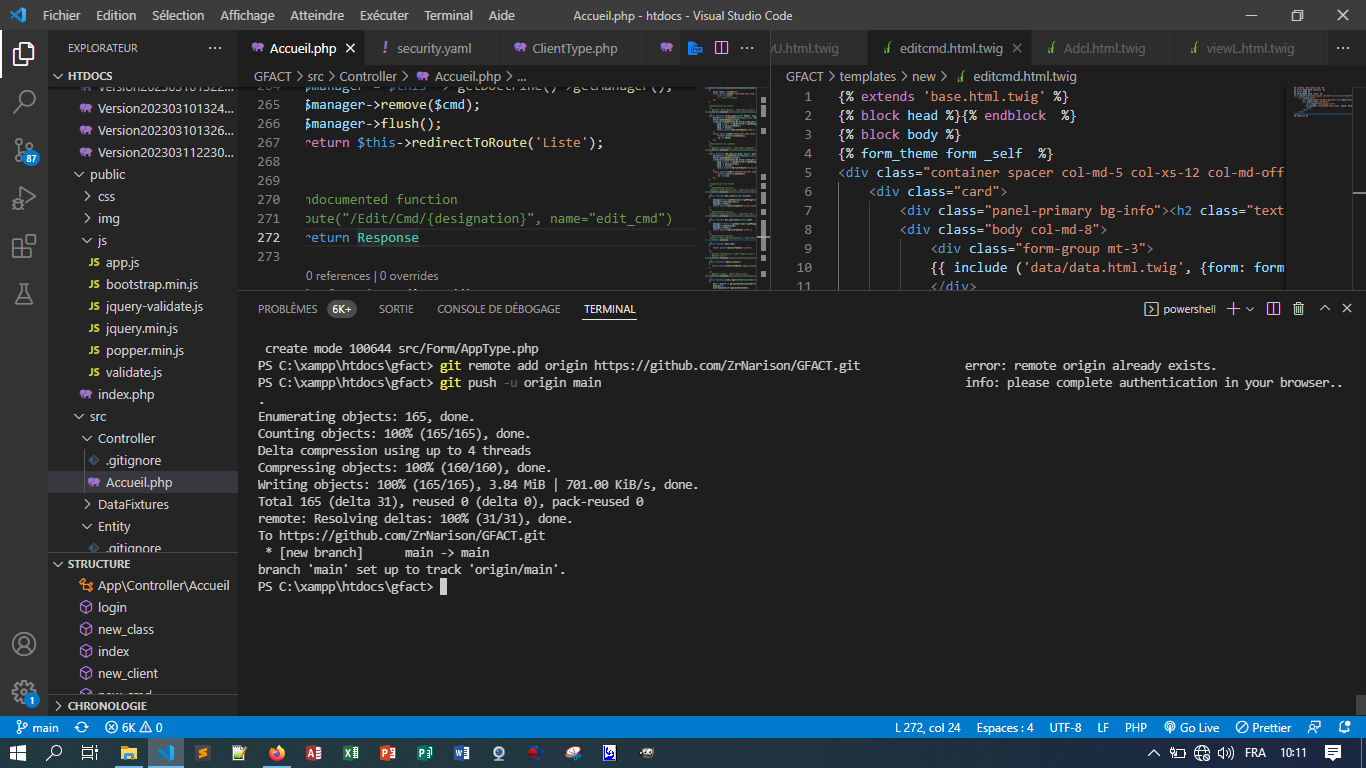 Fichier Edition Sélection Affichage Atteindre Exécuter Terminal Aide
Accueil.php - htdocs - Visual Studio Code
EXPLORATEUR ...
HTDOCS
Version202303101324...
Version202303101326...
Version202303112230...
public
css
img
js
JS app.js
JS bootstrap.min.js
JS jquery-validate.js
JS jquery.min.js
JS popper.min.js
JS validate.js
index.php
src
Controller
.gitignore
Accueil.php
DataFixtures
Entity
.gitignore
STRUCTURE
App\Controller\Accueil
login
new_class
index
new_client
new_cmd
CHRONOLOGIE
87
1
Accueil.php
! security.yaml
ClientType.php
...
GFACT > src > Controller > Accueil.php > ...
264 $manager = $this->getDoctrine()->getManager();
265 $manager->remove($cmd);
266 $manager->flush();
267 return $this->redirectToRoute('Liste');
268
269
270 ndocumented function
271 oute("/Edit/Cmd/{designation}", name="edit_cmd")
272 return Response
273
0 references | 0 overrides
U.html.twig
editcmd.html.twig
Adcl.html.twig
viewL.html.twig
...
GFACT > templates > new > editcmd.html.twig
1 {% extends 'base.html.twig' %}
2 {% block head %}{% endblock  %}
3 {% block body %}
4 {% form_theme form _self  %}
5 <div class="container spacer col-md-5 col-xs-12 col-md-off
6 <div class="card">
7 <div class="panel-primary bg-info"><h2 class="text
8 <div class="body col-md-8">
9 <div class="form-group mt-3">
10 {{ include ('data/data.html.twig', {form: form
11 </div>
PROBLÈMES 6K+ SORTIE CONSOLE DE DÉBOGAGE TERMINAL
powershell
create mode 100644 src/Form/AppType.php
PS C:\xampp\htdocs\gfact> git remote add origin https://github.com/ZrNarison/GFACT.git error: remote origin already exists.
PS C:\xampp\htdocs\gfact> git push -u origin main info: please complete authentication in your browser..
.
Enumerating objects: 165, done.
Counting objects: 100% (165/165), done.
Delta compression using up to 4 threads
Compressing objects: 100% (160/160), done.
Writing objects: 100% (165/165), 3.84 MiB | 701.00 KiB/s, done.
Total 165 (delta 31), reused 0 (delta 0), pack-reused 0
remote: Resolving deltas: 100% (31/31), done.
To https://github.com/ZrNarison/GFACT.git
* [new branch]      main -> main
branch 'main' set up to track 'origin/main'.
PS C:\xampp\htdocs\gfact>
main 6K 0
L 272, col 24 Espaces : 4 UTF-8 LF PHP Go Live Prettier
FRA 10:11